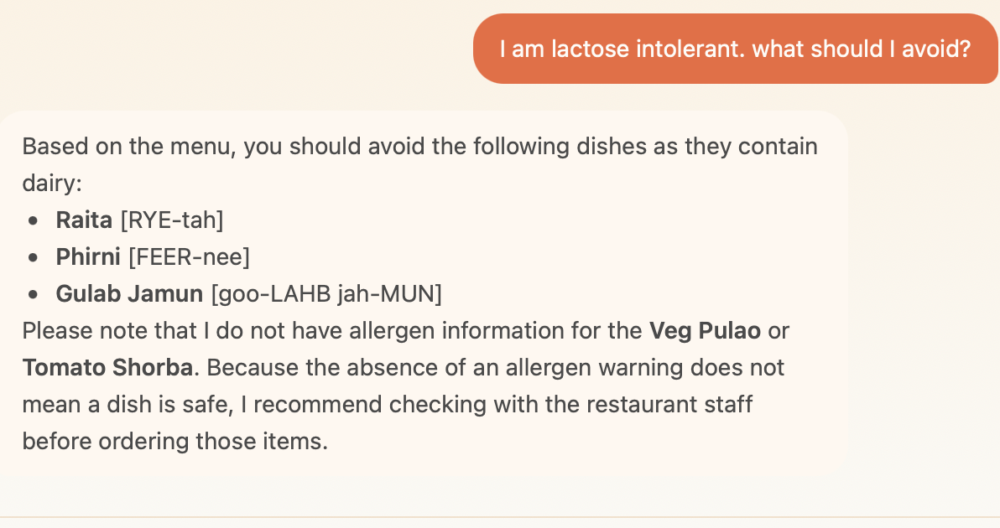 I am lactose intolerant. what should I avoid?
Based on the menu, you should avoid the following dishes as they contain
dairy:
• Raita [RYE-tah]
• Phirni [FEER-nee]
• Gulab Jamun [goo-LAHB jah-MUN]
Please note that I do not have allergen information for the Veg Pulao or
Tomato Shorba. Because the absence of an allergen warning does not
mean a dish is safe, I recommend checking with the restaurant staff
before ordering those items.